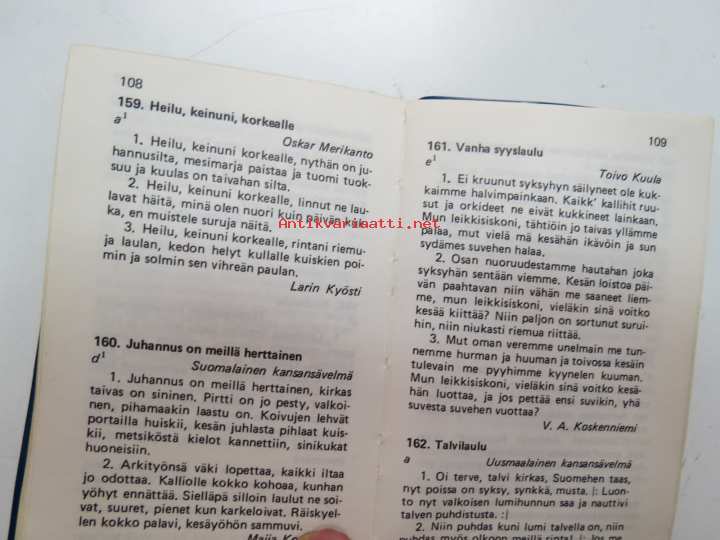 108
159. Heilu, keinuni, korkealle
a¹
Oskar Merikanto
1. Heilu, keinuni korkealle, nythän on ju-
hannusilta, mesimarja paistaa ja tuomi tuok-
suu ja kuulas on taivahan silta.
2. Heilu, keinuni korkealle, linnut ne lau-
lavat häitä, minä olen nuori kuin päivän
ka, en muistele suruja näitä.
3. Heilu, keinuni korkealle, rintani riemu-
ja laulan, kedon helyt kullalle kuiskien poi-
min ja solmin sen vihreän paulan.
Larin Kyösti
160. Juhannus on meillä herttainen
d¹
Suomalainen kansansävelmä
1. Juhannus on meillä herttainen, kirkas
taivas on sininen. Pirtti on jo pesty, valkoi-
nen, pihamaakin laastu on. Koivujen lehvät
portailla huiskii, kesän juhlasta pihlaat kuis-
kii, metsiköstä kielot kannettiin, sinikukat
huoneisiin.
2. Arkityönsä väki lopettaa, kaikki iltaa
jo odottaa. Kalliolle kokko kohoaa, kunhan
yöhyt ennättää. Sielläpä silloin laulut ne soi-
vat, suuret, pienet kun karkeloivat. Räiskyel-
len kokko palavi, kesäyöhön sammuvi.
Maija
109
161. Vanha syyslaulu
e¹
Toivo Kuula
1. Ei kruunut syksyhyn säilyneet ole kuk-
kaimme halvimpainkaan. Kaikk' kallihit ruu-
sut ja orkideet ne eivät kukkineet lainkaan,
Mun leikkisiskoni, tähtiön jo taivas yllämme
palaa, mut vielä mä kesähän ikävöin ja sun
sydämes suvehen halaa.
2. Osan nuoruudestamme hautahan joka
syksyhän sentään viemme. Kesän loistoa päi-
vän paahtavan niin vähän me saaneet liem-
me, mun leikkisiskoni, vieläkin sinä voitko
kesää kiittää? Niin paljon on sortunut surui-
hin, niin niukasti riemua riittää.
3. Mut oman veremme unelmain me tun-
nemme hurman ja huuman ja toivossa kesäin
tulevain me pyyhimme kyynelen kuuman.
Mun leikkisiskoni, vieläkin sinä voitko kesä-
hän luottaa, ja jos pettää ensi suvikin, yhä
suvesta suvehen vuottaa?
V. A. Koskenniemi
162. Talvilaulu
a
Uusmaalainen kansansävelmä
1. Oi terve, talvi kirkas, Suomehen taas,
nyt poissa on syksy, synkkä, musta. |: Luon-
to nyt valkoisen lumihunnun saa ja nauttivi
talven puhdistusta. :|
2. Niin puhdas kuni lumi talvella on, niin
Antikvariaatti.net